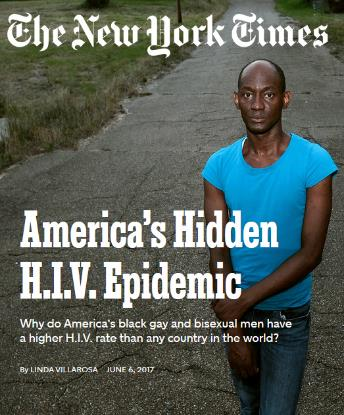 The New York Times
America's Hidden
H.I.V. Epidemic
Why do America's black gay and bisexual men have
a higher H.I.V. rate than any country in the world?
By LINDA VILLAROSA JUNE 6, 2017